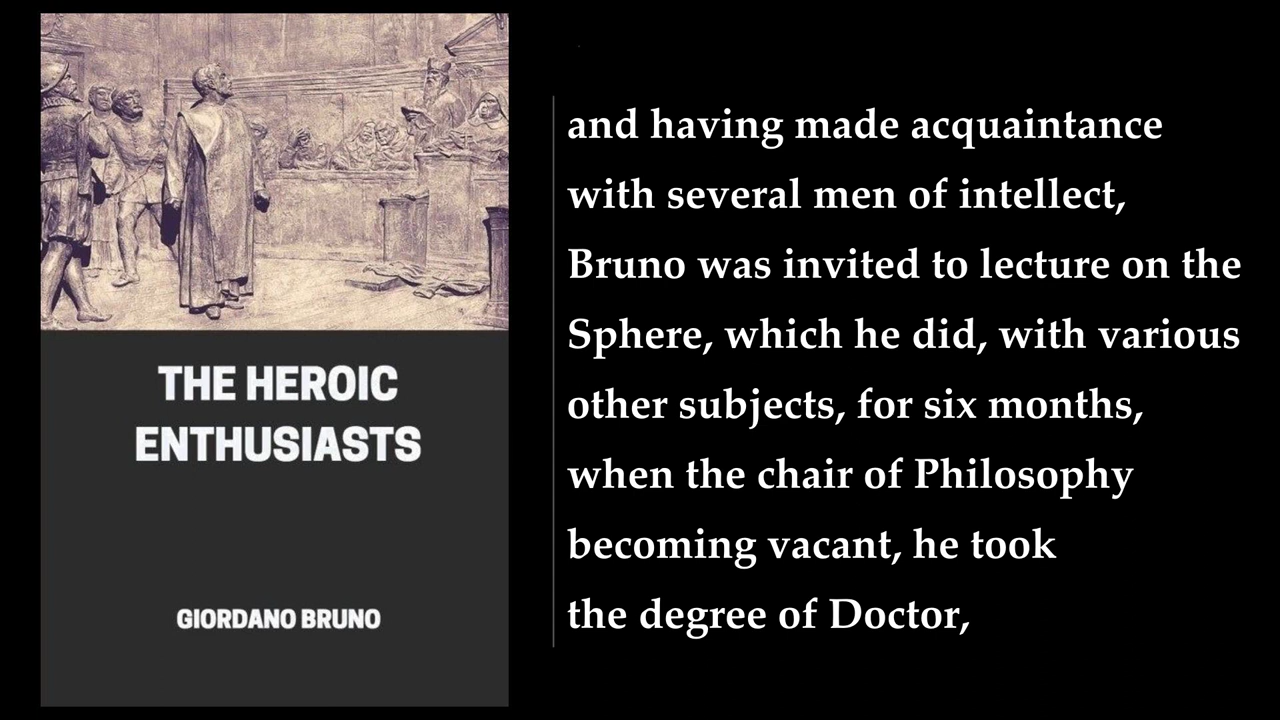 THE HEROIC
ENTHUSIASTS
GIORDANO BRUNO
and having made acquaintance
with several men of intellect,
Bruno was invited to lecture on the
Sphere, which he did, with various
other subjects, for six months,
when the chair of Philosophy
becoming vacant, he took
the degree of Doctor,